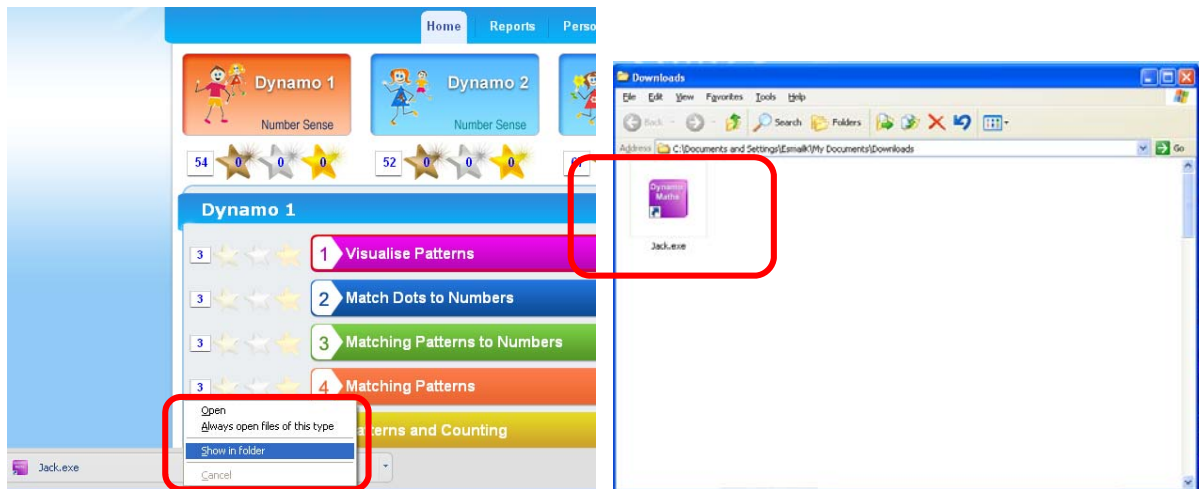 Home Reports Perso
Dynamo 1
Number Sense
Dynamo 2
Number Sense
54 0 0 0
52 0 0 0
Dynamo 1
3 1 Visualise Patterns
3 2 Match Dots to Numbers
3 3 Matching Patterns to Numbers
3 4 Matching Patterns
terns and Counting
Open
Always open files of this type
Show in folder
Cancel
Jack.exe
Downloads
File Edit View Favorites Tools Help
Back Search Folders
Address C:\Documents and Settings\EsmailK\My Documents\Downloads Go
Dynamo
Maths
Jack.exe